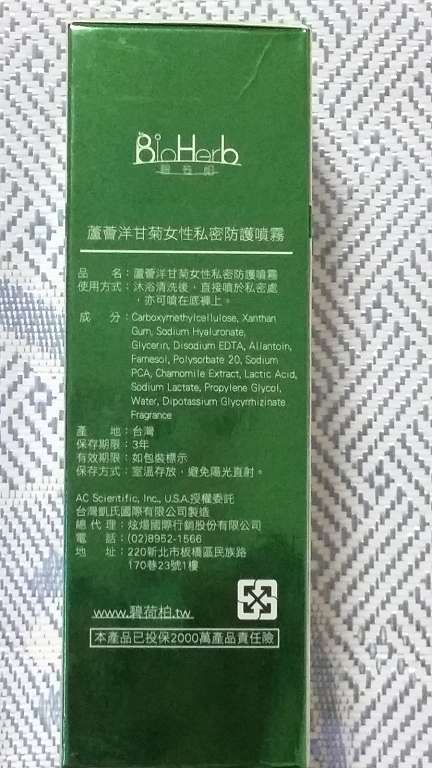 BioHerb
碧荷柏
蘆薈洋甘菊女性私密防護噴霧
品　　名：蘆薈洋甘菊女性私密防護噴霧
使用方式：沐浴清洗後，直接噴於私密處
，亦可噴在底褲上。
成　　分：Carboxymethylcellulose, Xanthan
Gum, Sodium Hyaluronate,
Glycerin, Disodium EDTA, Allantoin,
Farnesol, Polysorbate 20, Sodium
PCA, Chamomile Extract, Lactic Acid,
Sodium Lactate, Propylene Glycol,
Water, Dipotassium Glycyrrhizinate
Fragrance
產　　地：台灣
保存期限：3年
有效期限：如包裝標示
保存方式：室溫存放，避免陽光直射。
AC Scientific, Inc., U.S.A.授權委託
台灣凱氏國際有限公司製造
總 代 理：炫煬國際行銷股份有限公司
電　　話：(02)8952-1566
地　　址：220新北市板橋區民族路
170巷23號1樓
www.碧荷柏.tw
本產品已投保2000萬產品責任險